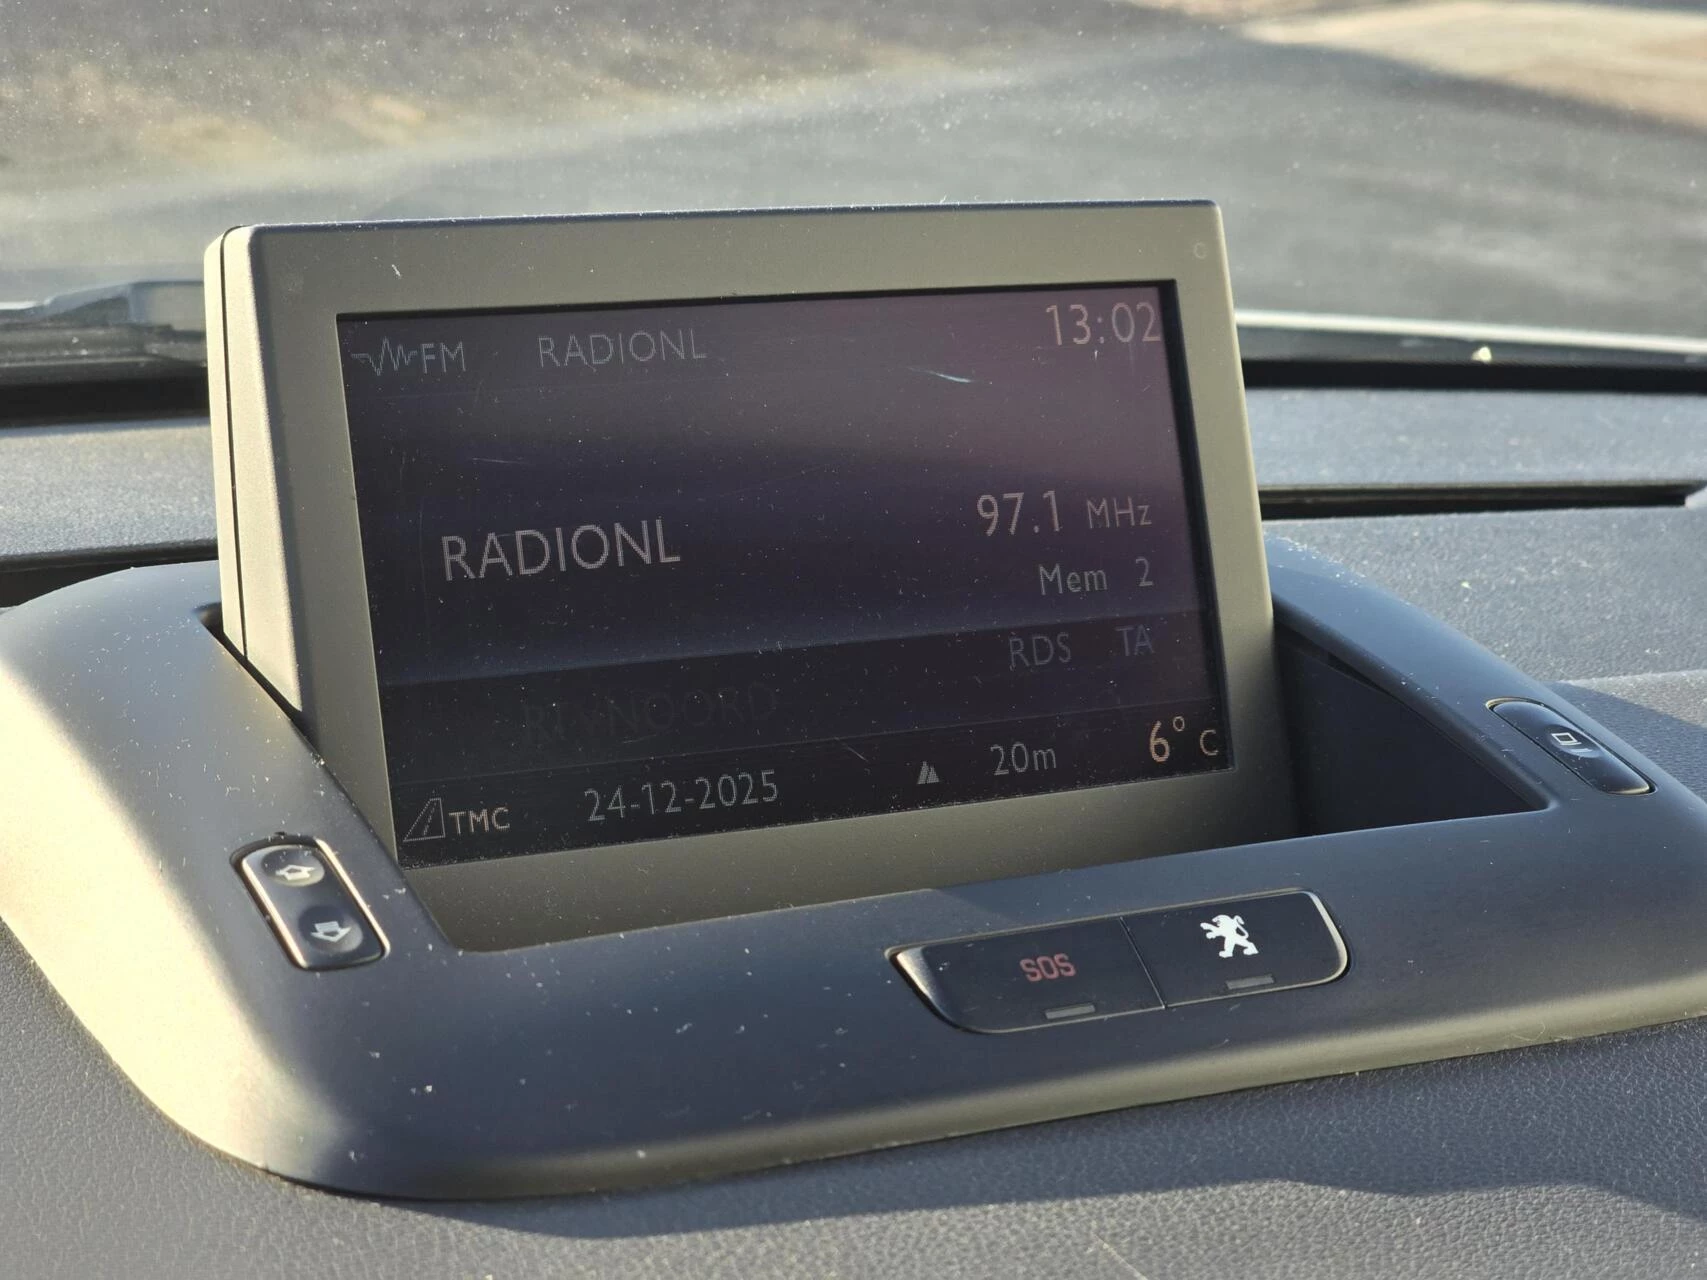 FM RADIONL 13:02
RADIONL 97.1 MHz
Mem 2
RDS TA
RTVNOORD
TMC 24-12-2025 20m 6° C
SOS